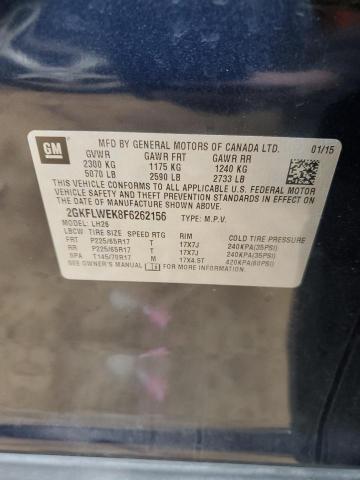 GM
MFD BY GENERAL MOTORS OF CANADA LTD. 01/15
GVWR GAWR FRT GAWR RR
2300 KG 1175 KG 1240 KG
5070 LB 2590 LB 2733 LB
THIS VEHICLE CONFORMS TO ALL APPLICABLE U.S. FEDERAL MOTOR
VEHICLE SAFETY, BUMPER, AND THEFT PREVENTION STANDARDS
IN EFFECT ON THE DATE OF MANUFACTURE SHOWN ABOVE.
2GKFLWEK8F6262156 TYPE: M.P.V.
MODEL: LH26
LBCW TIRE SIZE SPEED RTG RIM COLD TIRE PRESSURE
FRT P225/65R17 T 17X7J 240KPA(35PSI)
RR P225/65R17 T 17X7J 240KPA(35PSI)
SPA T145/70R17 M 17X4.5T 420KPA(60PSI)
SEE OWNER'S MANUAL FOR MORE INFORMATION.